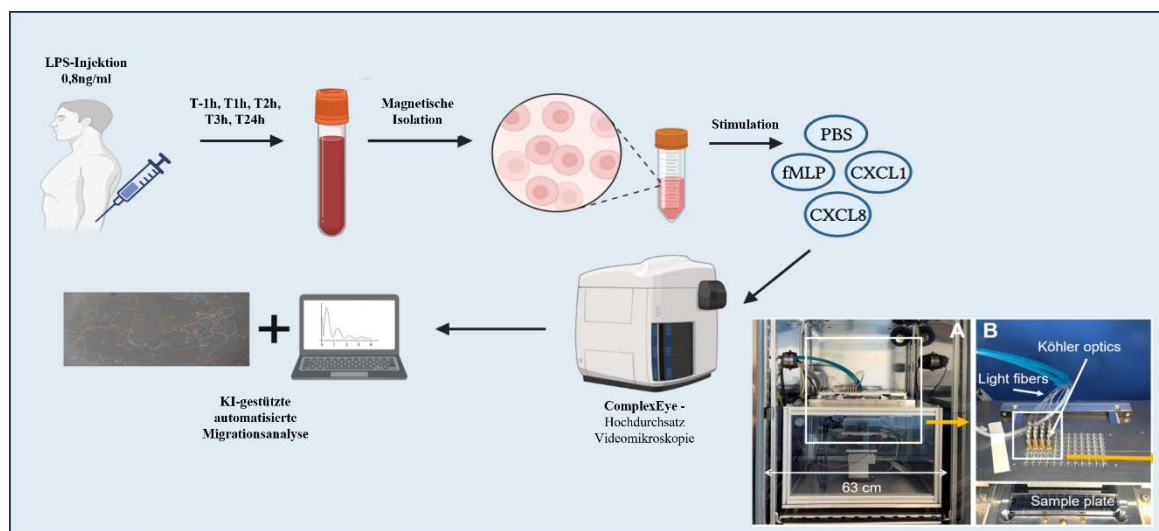 LPS-Injektion
0,8ng/ml
T-1h, T1h, T2h,
T3h, T24h
Magnetische
Isolation
Stimulation
PBS
fMLP
CXCL1
CXCL8
KI-gestützte
automatisierte
Migrationsanalyse
ComplexEye -
Hochdurchsatz
Videomikroskopie
A
63 cm
B
Köhler optics
Light fibers
Sample plate